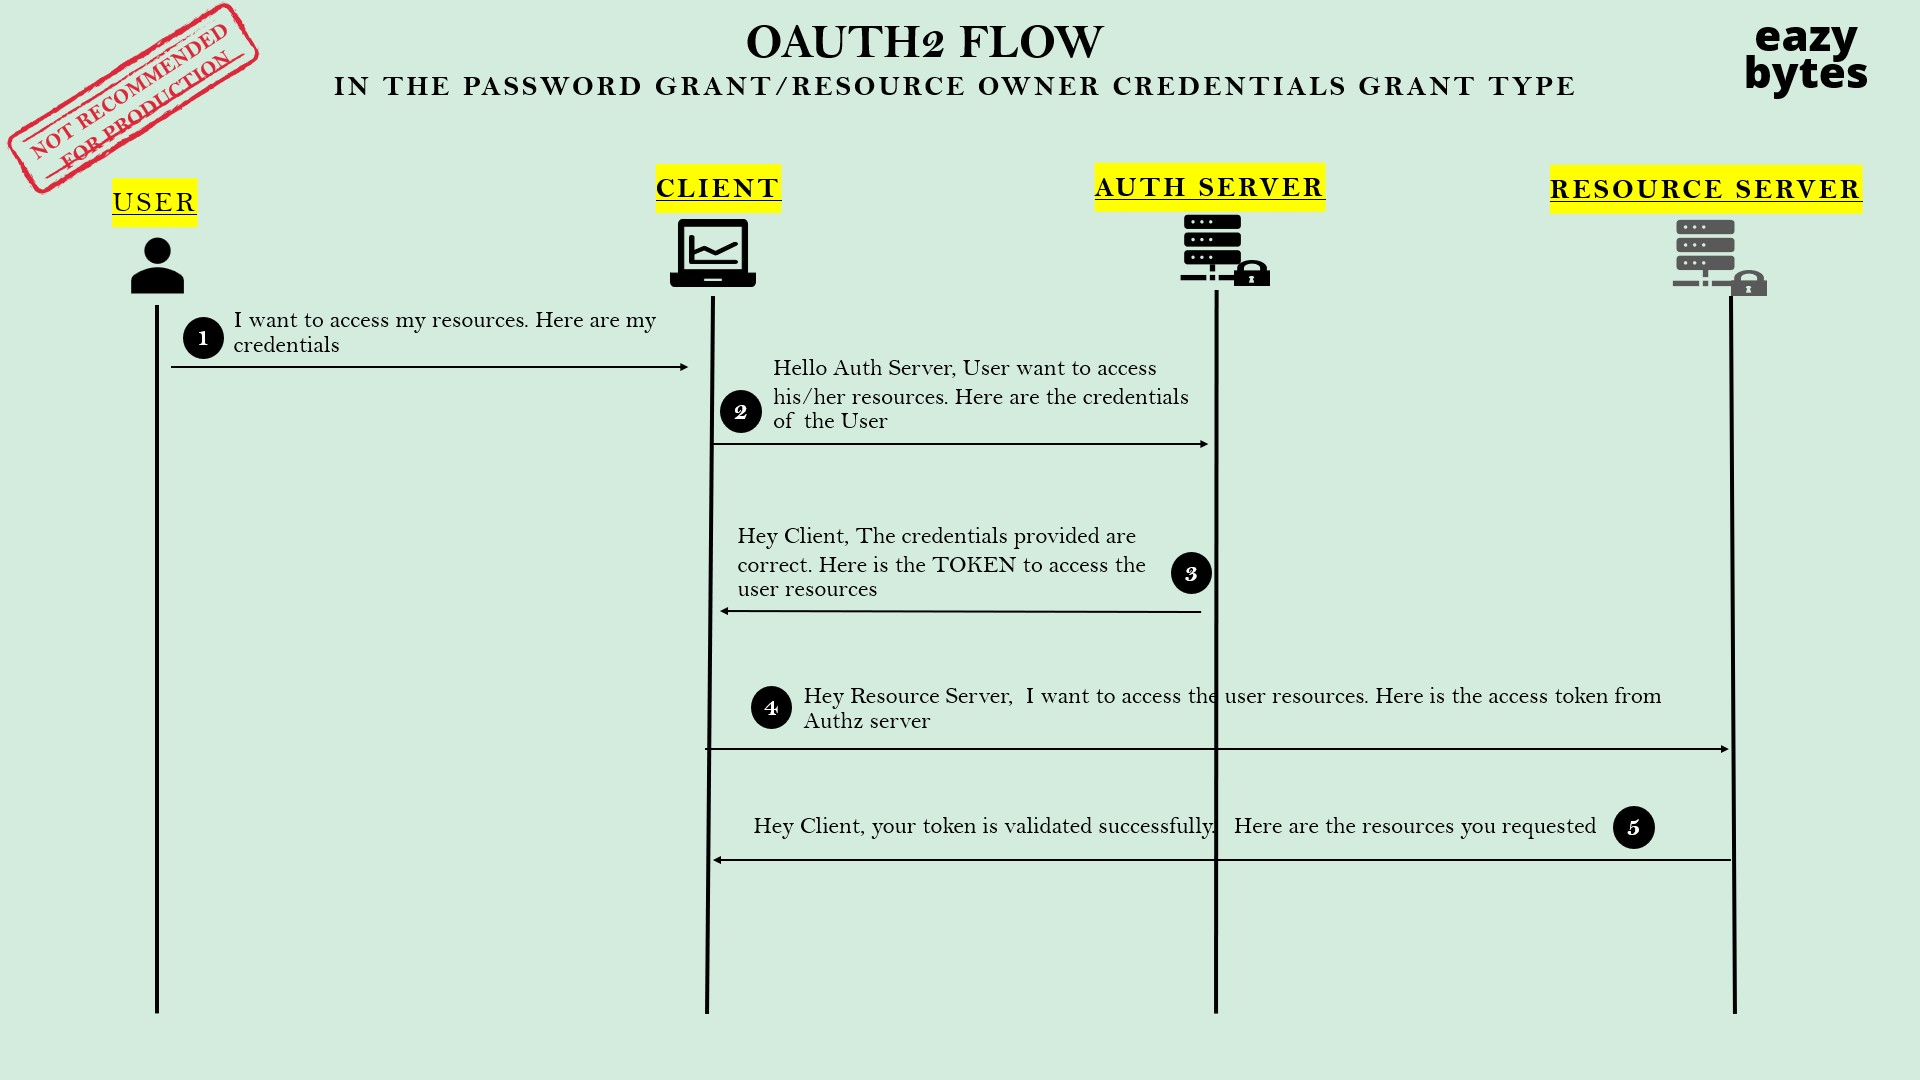 NOT RECOMMENDED
FOR PRODUCTION
OAUTH2 FLOW
IN THE PASSWORD GRANT/RESOURCE OWNER CREDENTIALS GRANT TYPE
eazy
bytes
USER
CLIENT
AUTH SERVER
RESOURCE SERVER
1
I want to access my resources. Here are my
credentials
2
Hello Auth Server, User want to access
his/her resources. Here are the credentials
of the User
Hey Client, The credentials provided are
correct. Here is the TOKEN to access the
user resources
3
4
Hey Resource Server, I want to access the user resources. Here is the access token from
Authz server
Hey Client, your token is validated successfully. Here are the resources you requested
5